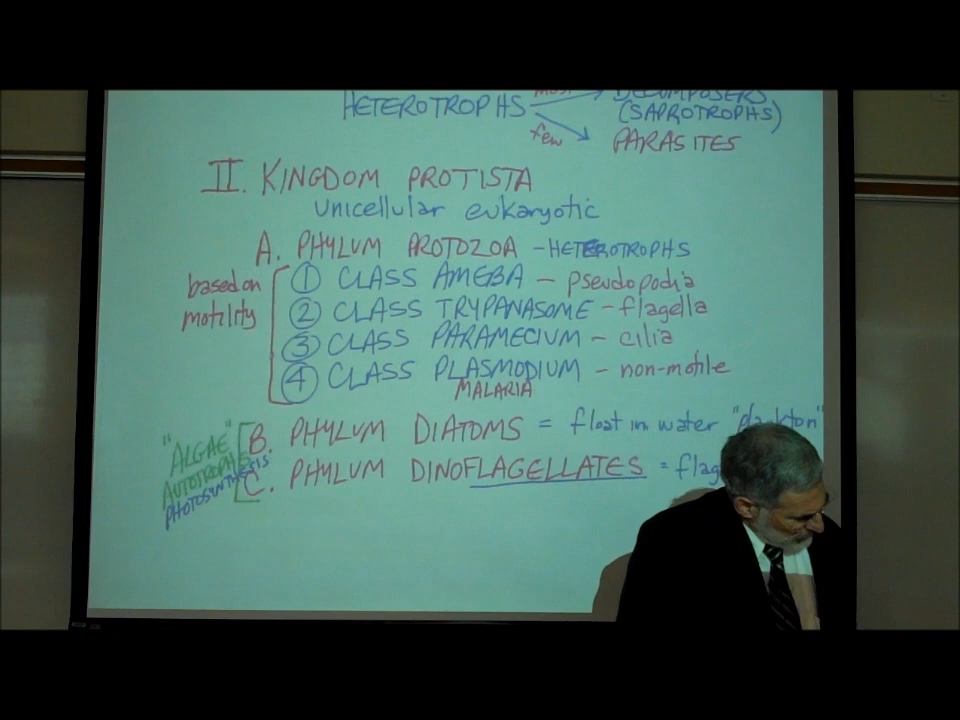 most DECOMPOSERS
HETEROTROPHS (SAPROTROPHS)
few PARASITES
II. KINGDOM PROTISTA
unicellular eukaryotic
A. PHYLUM PROTOZOA - HETEROTROPHS
based on motility
① CLASS AMEBA - pseudopodia
② CLASS TRYPANASOME - flagella
③ CLASS PARAMECIUM - cilia
④ CLASS PLASMODIUM - non-motile
MALARIA
"ALGAE" AUTOTROPHS PHOTOSYNTHESIS
B. PHYLUM DIATOMS = float in water "plankton"
C. PHYLUM DINOFLAGELLATES = flag